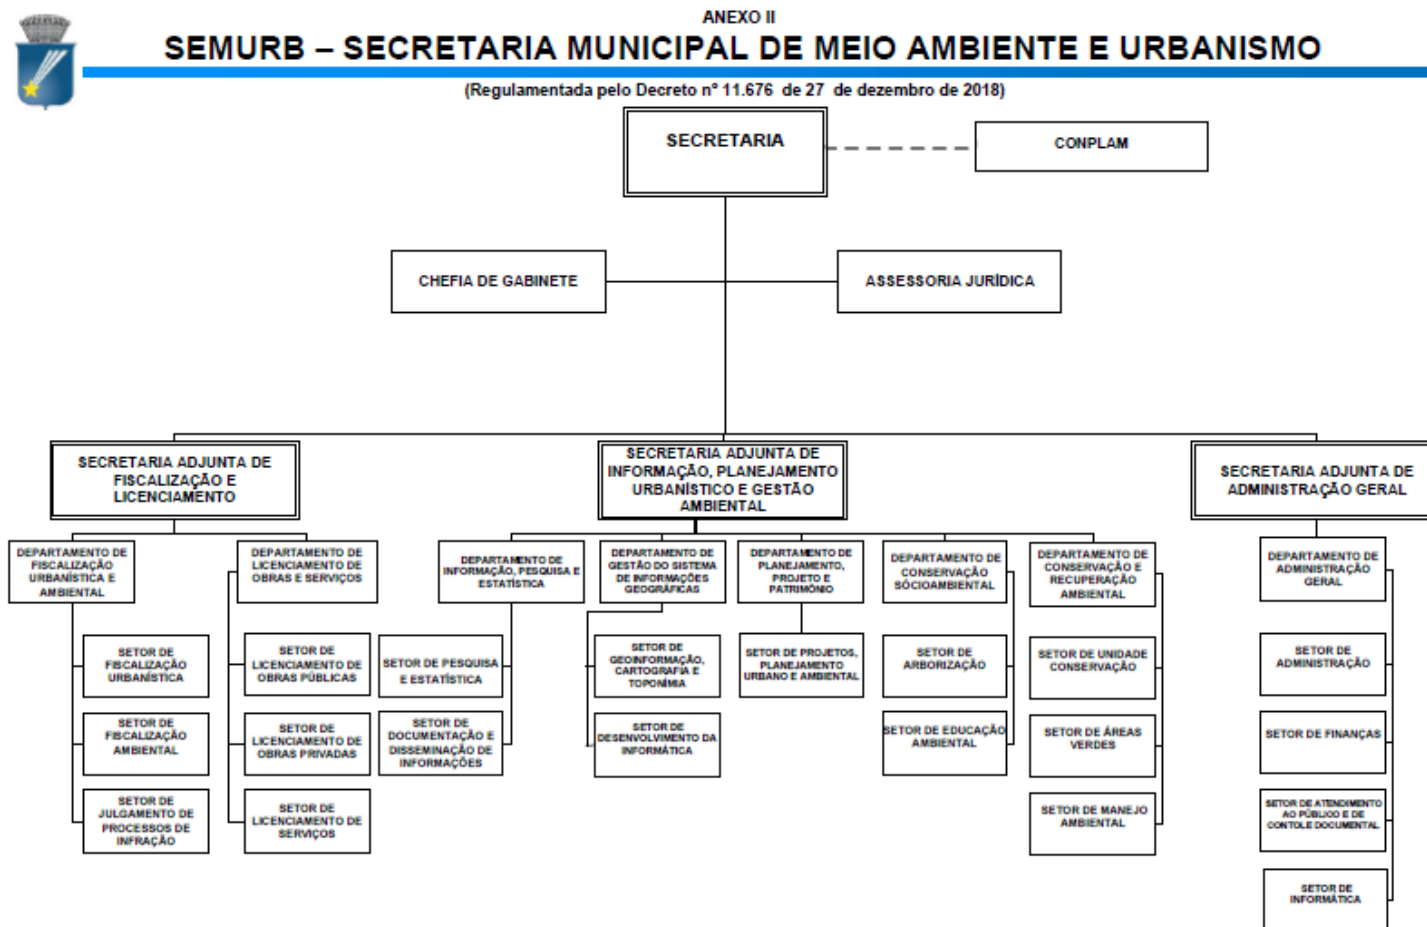 ANEXO II
SEMURB – SECRETARIA MUNICIPAL DE MEIO AMBIENTE E URBANISMO
(Regulamentada pelo Decreto nº 11.676 de 27 de dezembro de 2018)
SECRETARIA
CONPLAM
CHEFIA DE GABINETE
ASSESSORIA JURÍDICA
SECRETARIA ADJUNTA DE
FISCALIZAÇÃO E
LICENCIAMENTO
SECRETARIA ADJUNTA DE
INFORMAÇÃO, PLANEJAMENTO
URBANÍSTICO E GESTÃO
AMBIENTAL
SECRETARIA ADJUNTA DE
ADMINISTRAÇÃO GERAL
DEPARTAMENTO DE
FISCALIZAÇÃO
URBANÍSTICA E
AMBIENTAL
DEPARTAMENTO DE
LICENCIAMENTO DE
OBRAS E SERVIÇOS
DEPARTAMENTO DE
INFORMAÇÃO, PESQUISA E
ESTATÍSTICA
DEPARTAMENTO DE
GESTÃO DO SISTEMA
DE INFORMAÇÕES
GEOGRÁFICAS
DEPARTAMENTO DE
PLANEJAMENTO,
PROJETO E
PATRIMÔNIO
DEPARTAMENTO DE
CONSERVAÇÃO
SÓCIOAMBIENTAL
DEPARTAMENTO DE
CONSERVAÇÃO E
RECUPERAÇÃO
AMBIENTAL
DEPARTAMENTO DE
ADMINISTRAÇÃO
GERAL
SETOR DE
FISCALIZAÇÃO
URBANÍSTICA
SETOR DE
LICENCIAMENTO DE
OBRAS PÚBLICAS
SETOR DE PESQUISA
E ESTATÍSTICA
SETOR DE
GEOINFORMAÇÃO,
CARTOGRAFIA E
TOPONÍMIA
SETOR DE PROJETOS,
PLANEJAMENTO
URBANO E AMBIENTAL
SETOR DE
ARBORIZAÇÃO
SETOR DE UNIDADE
CONSERVAÇÃO
SETOR DE
ADMINISTRAÇÃO
SETOR DE
FISCALIZAÇÃO
AMBIENTAL
SETOR DE
LICENCIAMENTO DE
OBRAS PRIVADAS
SETOR DE
DOCUMENTAÇÃO E
DISSEMINAÇÃO DE
INFORMAÇÕES
SETOR DE
DESENVOLVIMENTO DA
INFORMÁTICA
SETOR DE EDUCAÇÃO
AMBIENTAL
SETOR DE ÁREAS
VERDES
SETOR DE FINANÇAS
SETOR DE
JULGAMENTO DE
PROCESSOS DE
INFRAÇÃO
SETOR DE
LICENCIAMENTO DE
SERVIÇOS
SETOR DE MANEJO
AMBIENTAL
SETOR DE ATENDIMENTO
AO PÚBLICO E DE
CONTOLE DOCUMENTAL
SETOR DE
INFORMÁTICA